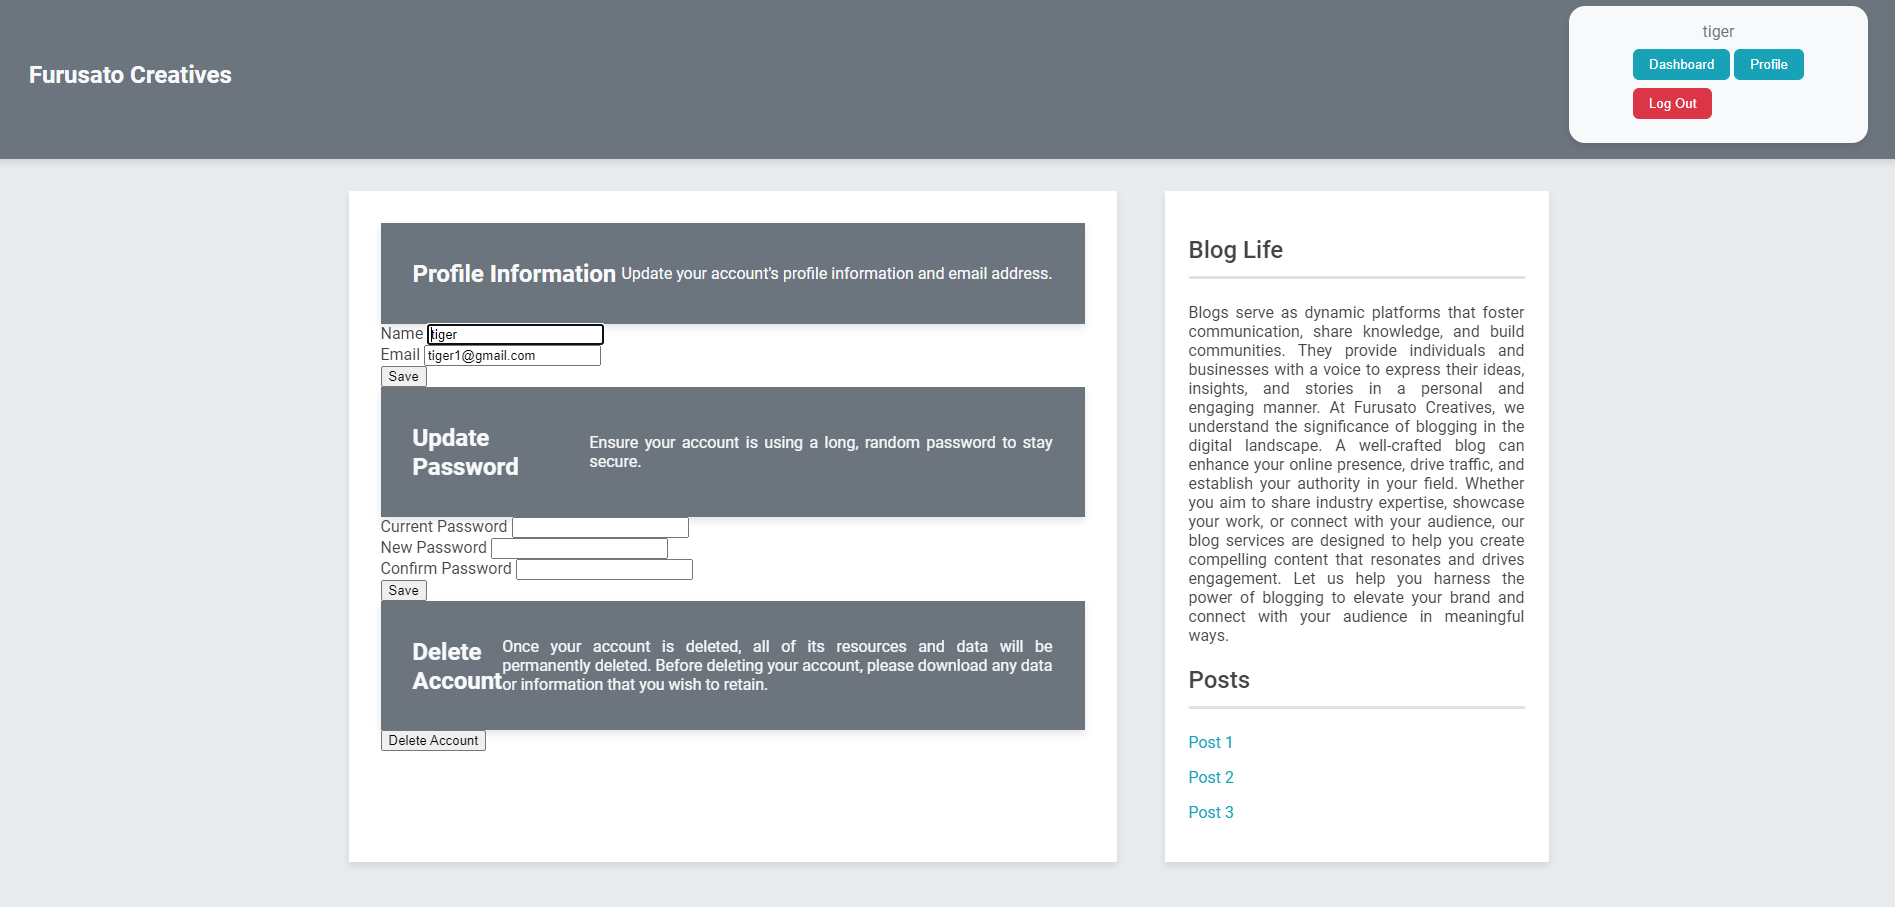 tiger
Dashboard
Profile
Furusato Creatives
Log Out
Profile Information
Update your account's profile information and email address.
Name tiger
Email tiger1@gmail.com
Save
Update
Password
Ensure your account is using a long, random password to stay
secure.
Current Password
New Password
Confirm Password
Save
Delete
Account
Once your account is deleted, all of its resources and data will be
permanently deleted. Before deleting your account, please download any data
or information that you wish to retain.
Delete Account
Blog Life
Blogs serve as dynamic platforms that foster
communication, share knowledge, and build
communities. They provide individuals and
businesses with a voice to express their ideas,
insights, and stories in a personal and
engaging manner. At Furusato Creatives, we
understand the significance of blogging in the
digital landscape. A well-crafted blog can
enhance your online presence, drive traffic, and
establish your authority in your field. Whether
you aim to share industry expertise, showcase
your work, or connect with your audience, our
blog services are designed to help you create
compelling content that resonates and drives
engagement. Let us help you harness the
power of blogging to elevate your brand and
connect with your audience in meaningful
ways.
Posts
Post 1
Post 2
Post 3